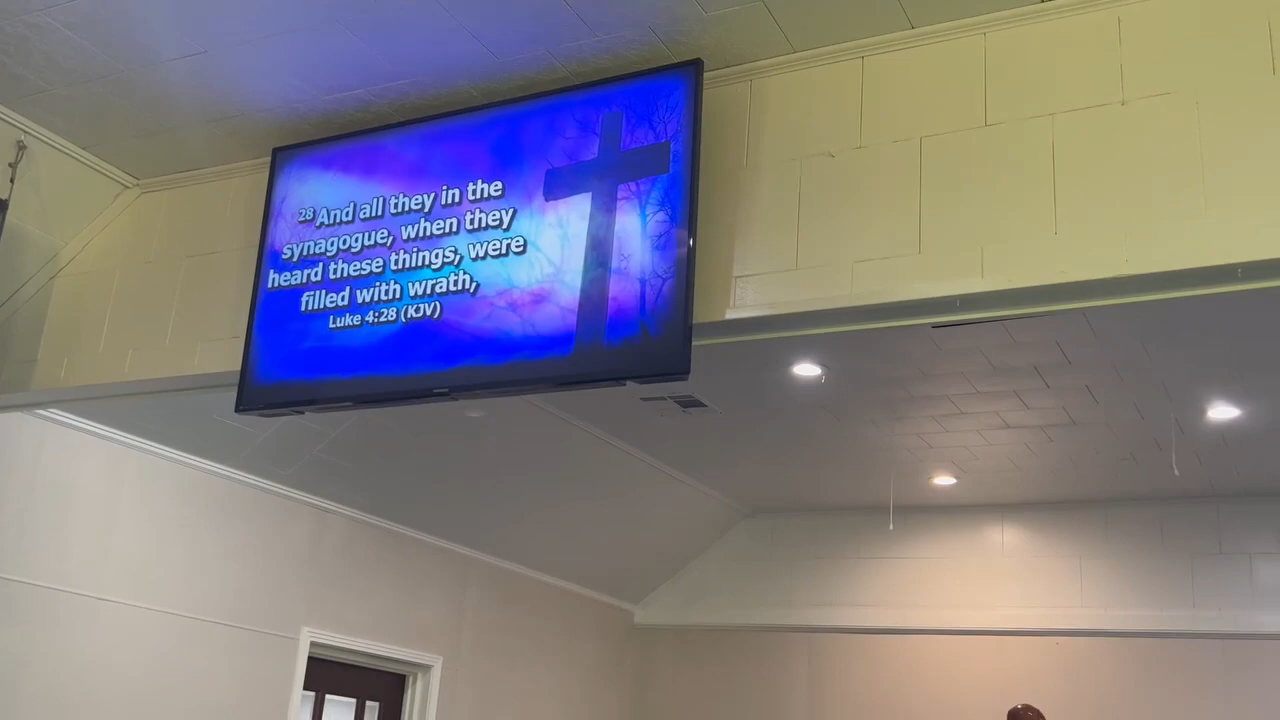 28 And all they in the
synagogue, when they
heard these things, were
filled with wrath,
Luke 4:28 (KJV)